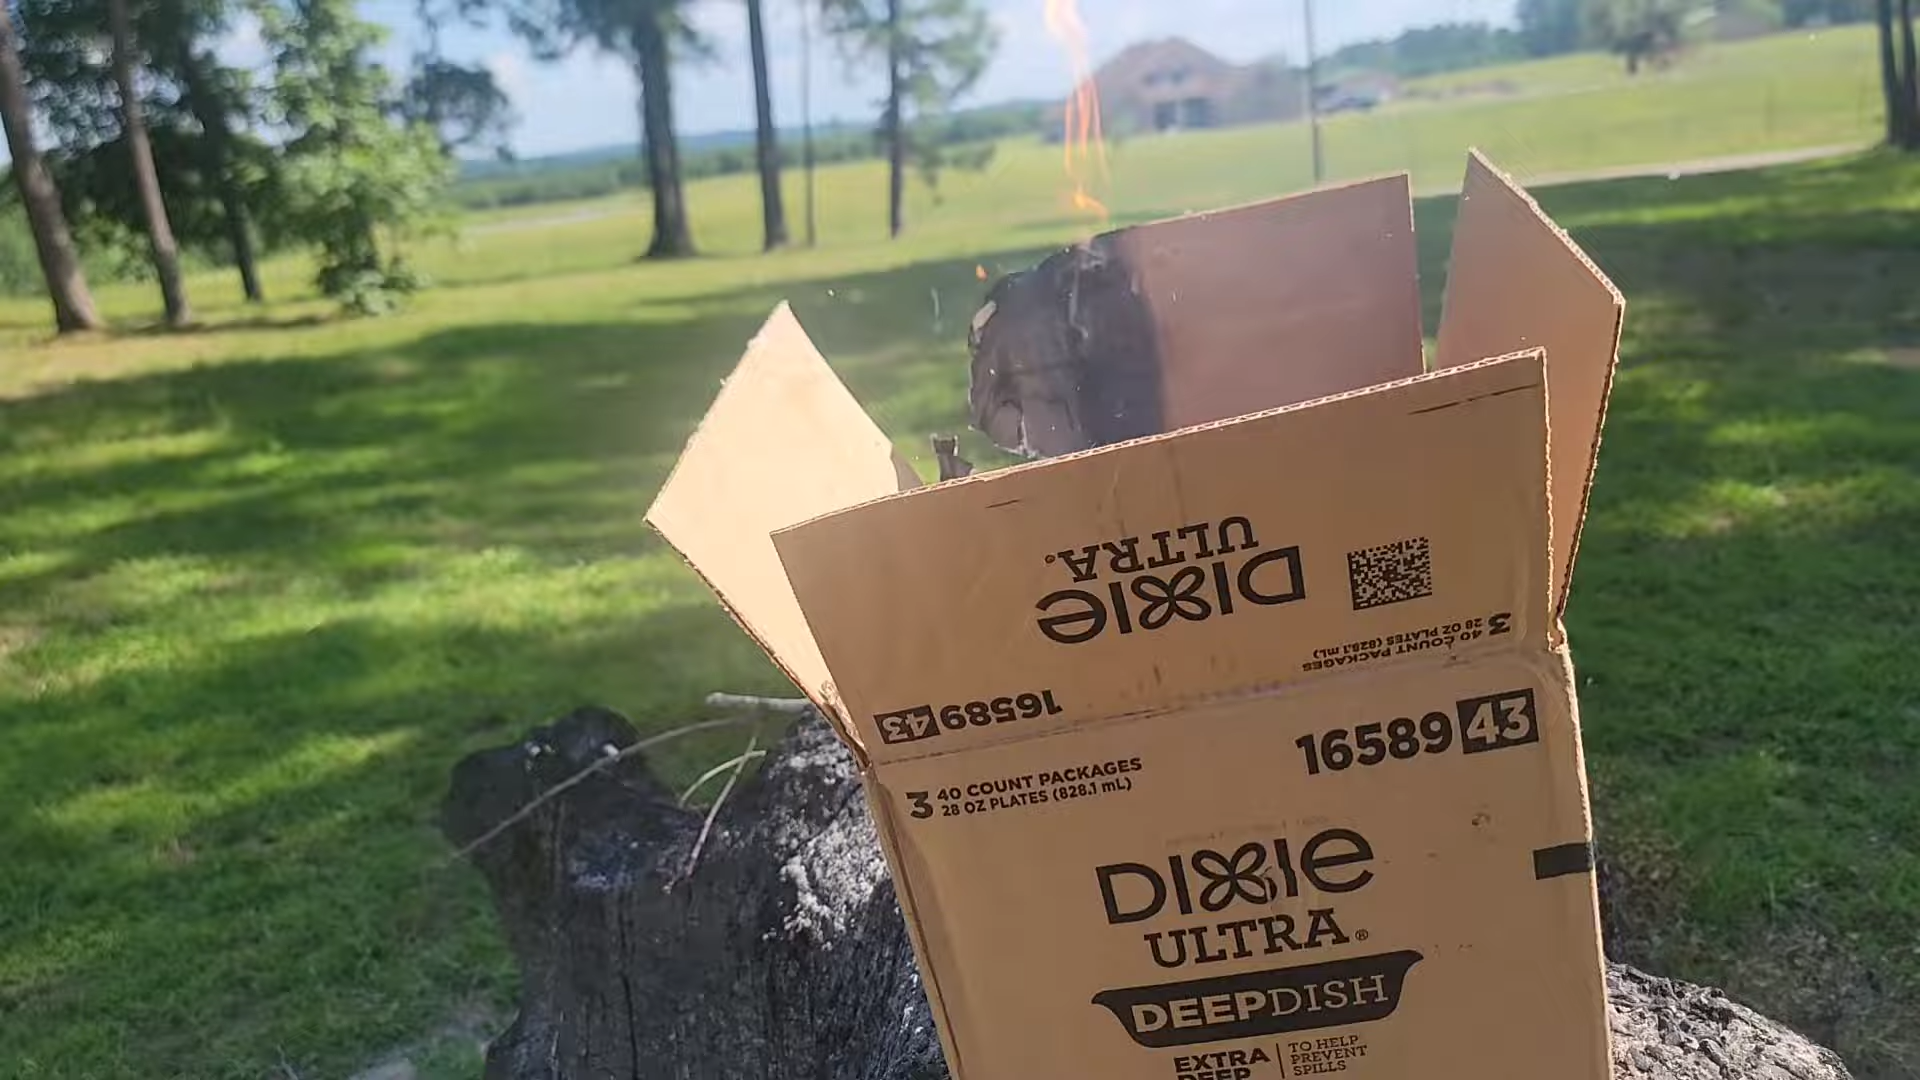 DIXIE
ULTRA®
3 40 COUNT PACKAGES
28 OZ PLATES (828.1 mL)
16589 43
3 40 COUNT PACKAGES
28 OZ PLATES (828.1 mL)
16589 43
DIXIE
ULTRA®
DEEPDISH
EXTRA DEEP
TO HELP
PREVENT
SPILLS